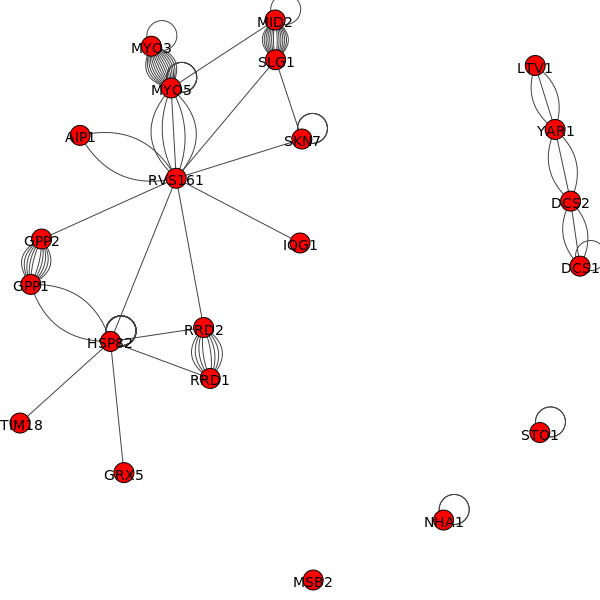 MID2
MYO3
SLG1
LTV1
MYO5
YAR1
AIP1
SKN7
RVS161
DCS2
GPP2
IQG1
DCS1
GPP1
RRD2
HSP82
RRD1
TIM18
STO1
GRX5
NHA1
MSB2